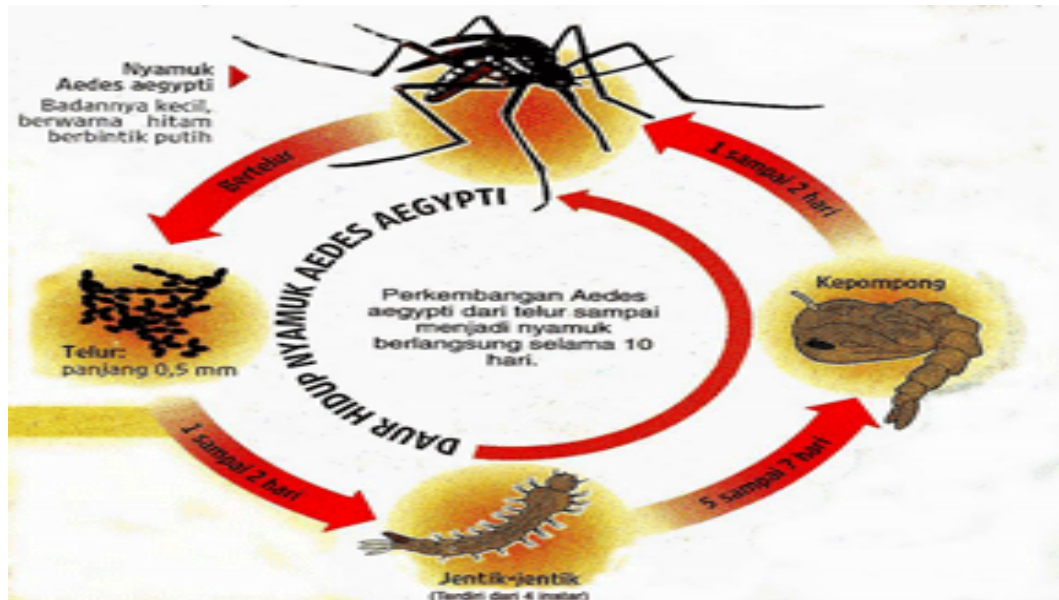 Nyamuk
Aedes aegypti
Badannya kecil,
berwarna hitam
berbintik putih
Bertelur
1 sampai 2 hari
DAUR HIDUP NYAMUK AEDES AEGYPTI
Perkembangan Aedes
aegypti dari telur sampai
menjadi nyamuk
berlangsung selama 10
hari.
Kepompong
Telur:
panjang 0,5 mm
1 sampai 2 hari
5 sampai 7 hari
Jentik-jentik
(Terdiri dari 4 instar)